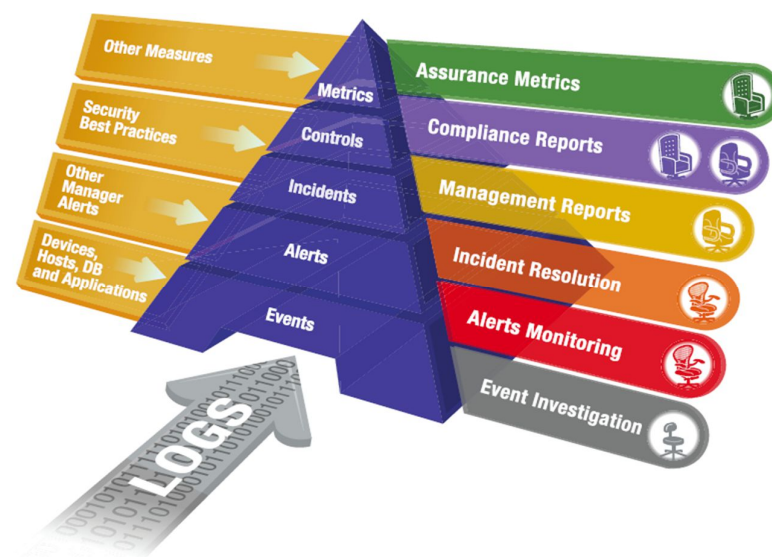 Other Measures
Security
Best Practices
Other
Manager
Alerts
Devices,
Hosts, DB
and Applications
Metrics
Controls
Incidents
Alerts
Events
Assurance Metrics
Compliance Reports
Management Reports
Incident Resolution
Alerts Monitoring
Event Investigation
LOGS